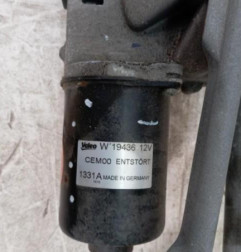 Valeo W 19436 12V
CEM00 ENTSTÖRT
1331A MADE IN GERMANY